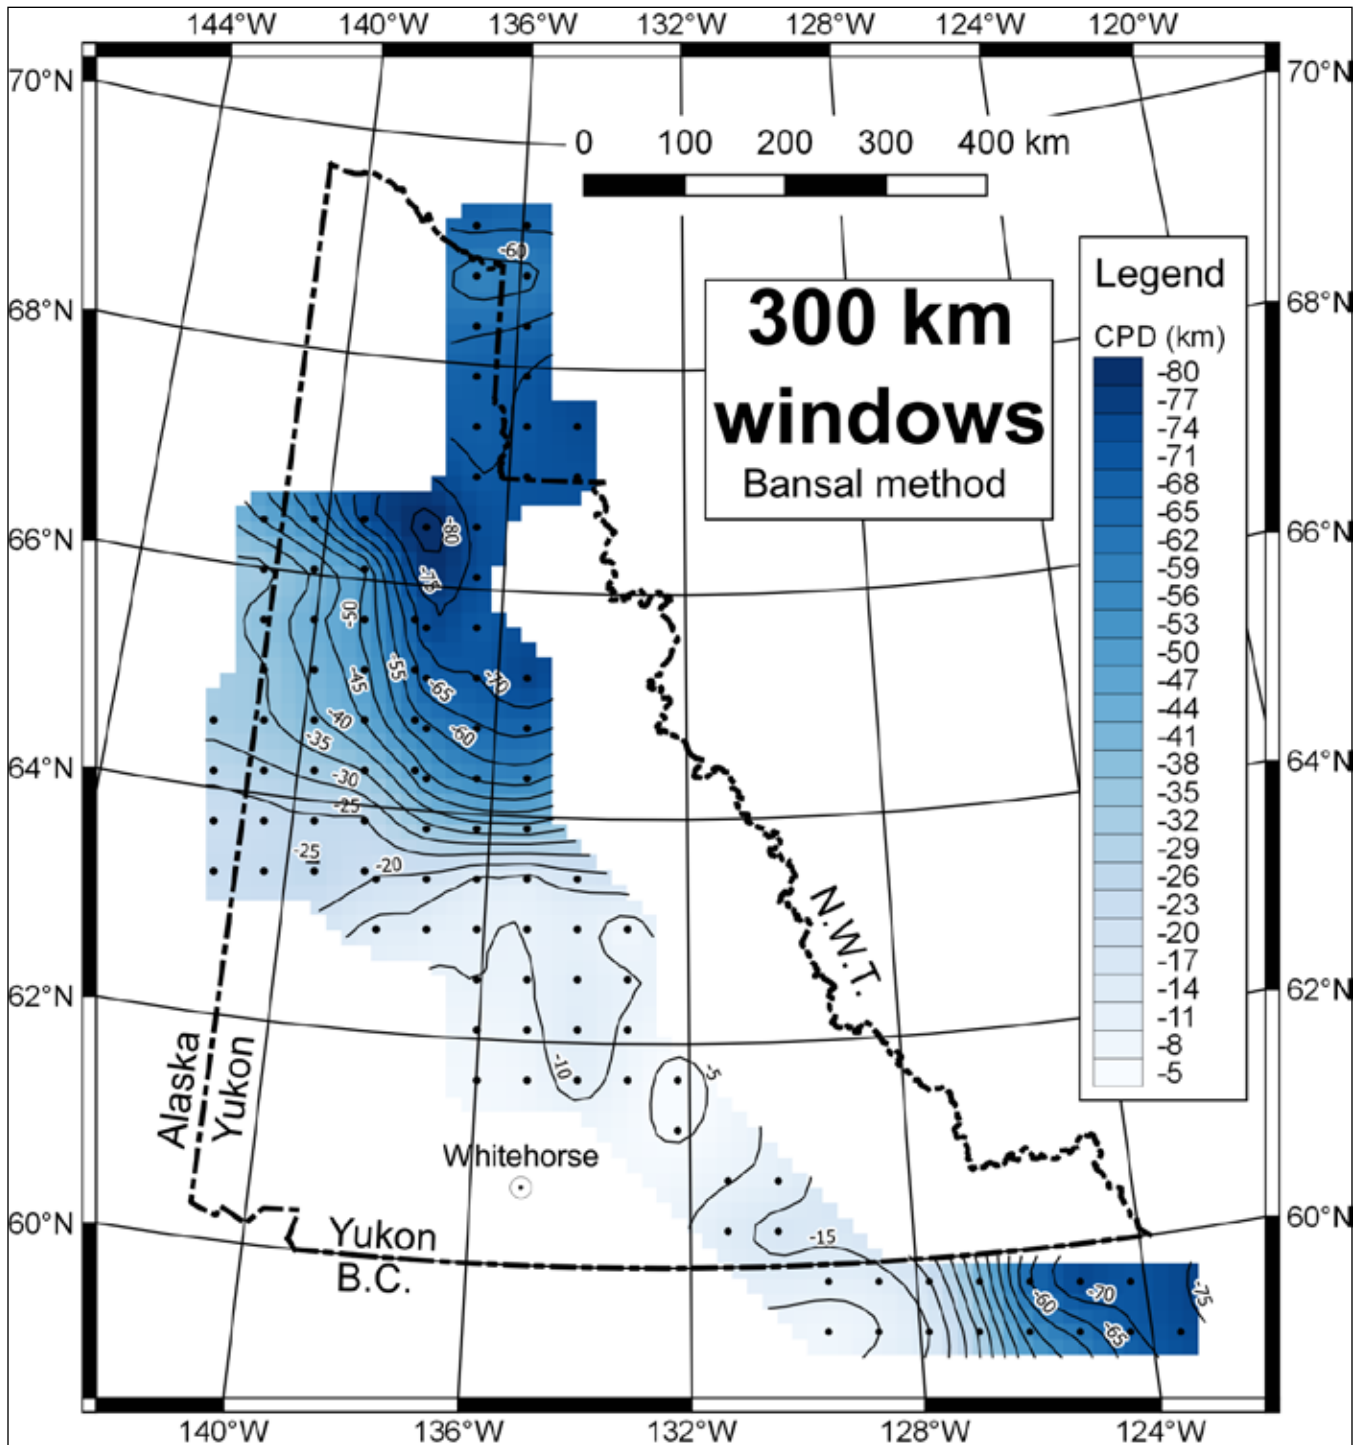 144°W 140°W 136°W 132°W 128°W 124°W 120°W
70°N 70°N
0 100 200 300 400 km
-60
68°N 68°N
300 km
windows
Bansal method
Legend
CPD (km)
-80
-77
-74
-71
-68
-65
-62
-59
-56
-53
-50
-47
-44
-41
-38
-35
-32
-29
-26
-23
-20
-17
-14
-11
-8
-5
66°N 66°N
-80
-75
-50
-55
-45
-65
-70
-40
-35
-60
-30
-25
64°N 64°N
-25
-20
N.W.T.
62°N 62°N
-10
-5
Alaska
Yukon
Whitehorse
60°N 60°N
Yukon
B.C.
-15
-60
-70
-65
-75
140°W 136°W 132°W 128°W 124°W